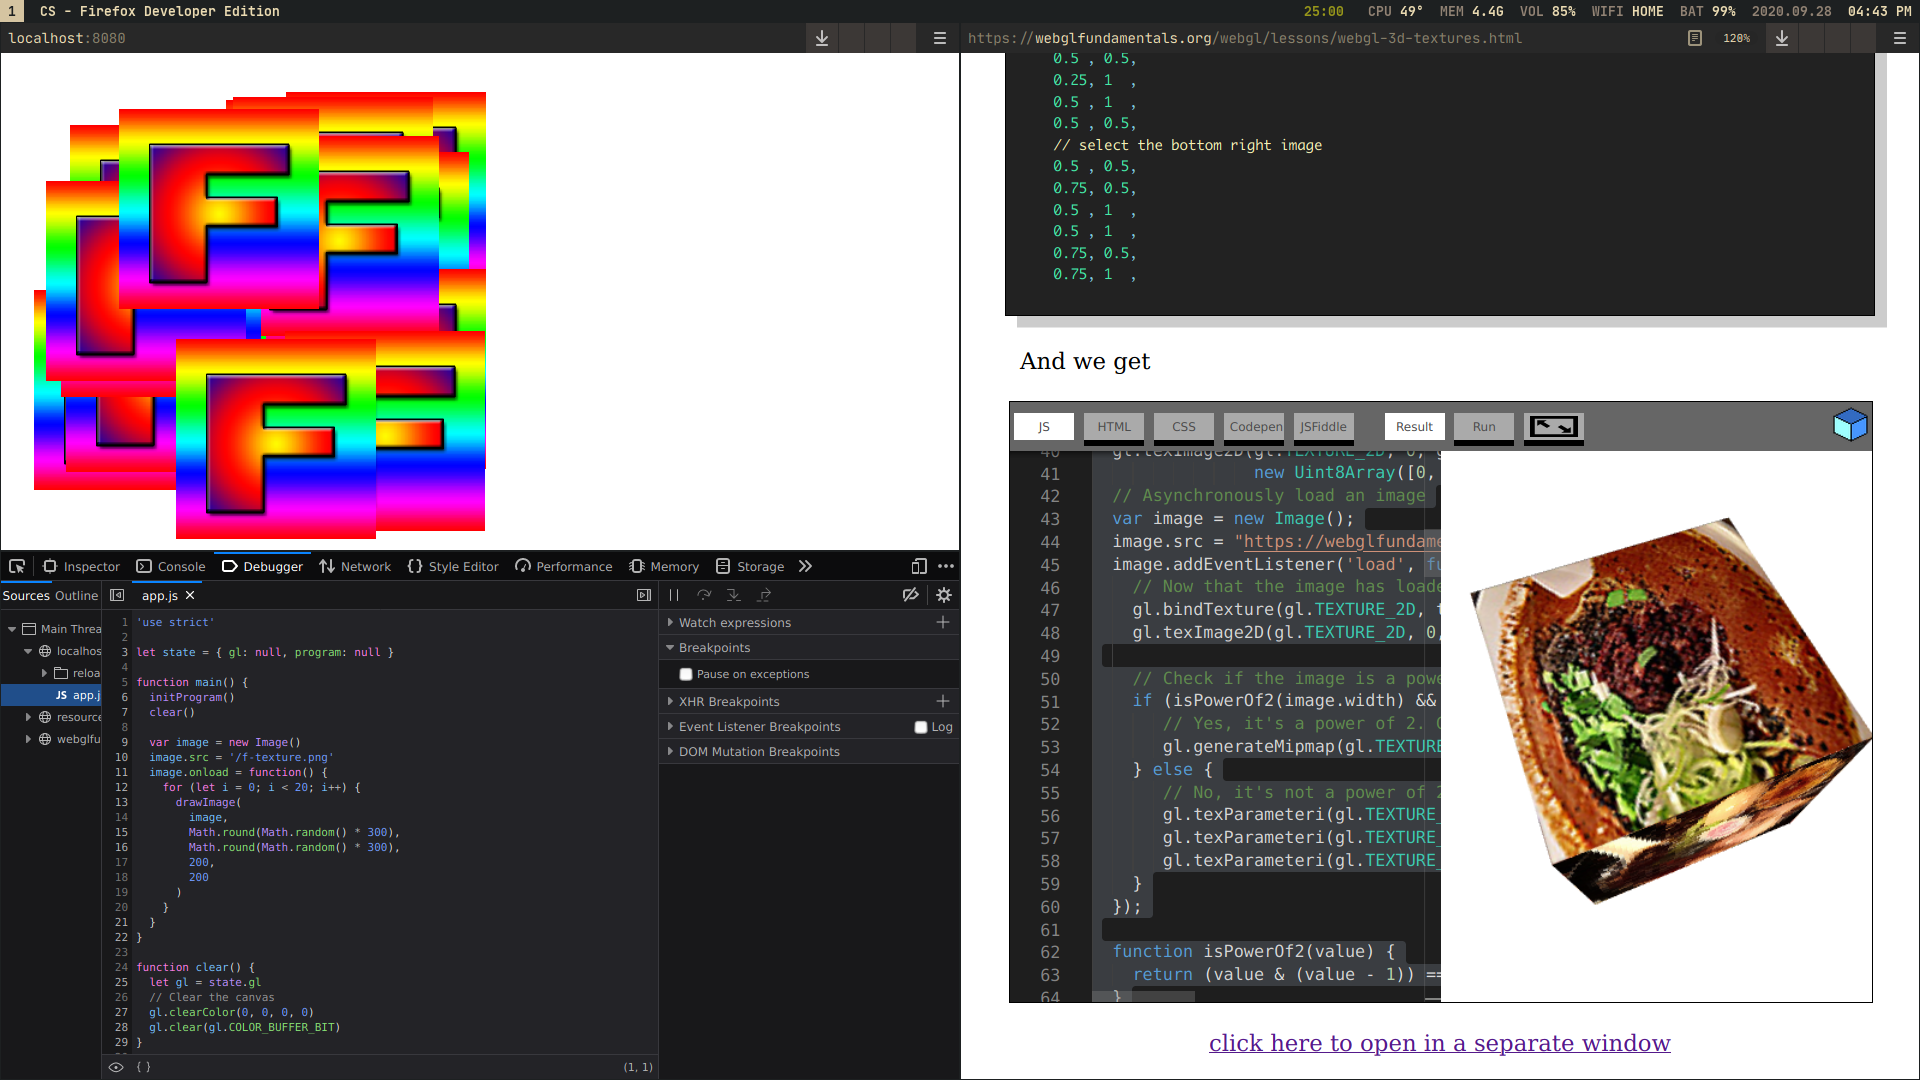 1 CS - Firefox Developer Edition 25:00 CPU 49° MEM 4.4G VOL 85% WIFI HOME BAT 99% 2020.09.28 04:43 PM
localhost:8080
F
F
F
F
Inspector Console Debugger Network Style Editor Performance Memory Storage
Sources Outline
app.js
Main Threa
localhos
reloa
JS app.j
resource
webglfu
1 'use strict'
2
3 let state = { gl: null, program: null }
4
5 function main() {
6 initProgram()
7 clear()
8
9 var image = new Image()
10 image.src = '/f-texture.png'
11 image.onload = function() {
12 for (let i = 0; i < 20; i++) {
13 drawImage(
14 image,
15 Math.round(Math.random() * 300),
16 Math.round(Math.random() * 300),
17 200,
18 200
19 )
20 }
21 }
22 }
23
24 function clear() {
25 let gl = state.gl
26 // Clear the canvas
27 gl.clearColor(0, 0, 0, 0)
28 gl.clear(gl.COLOR_BUFFER_BIT)
29 }
{ } (1, 1)
Watch expressions
Breakpoints
Pause on exceptions
XHR Breakpoints
Event Listener Breakpoints Log
DOM Mutation Breakpoints
https://webglfundamentals.org/webgl/lessons/webgl-3d-textures.html 120%
0.5 , 0.5,
0.25, 1 ,
0.5 , 1 ,
0.5 , 0.5,
// select the bottom right image
0.5 , 0.5,
0.75, 0.5,
0.5 , 1 ,
0.5 , 1 ,
0.75, 0.5,
0.75, 1 ,
And we get
JS HTML CSS Codepen JSFiddle Result Run
40 gl.texImage2D(gl.TEXTURE_2D, 0, g
41 new Uint8Array([0,
42 // Asynchronously load an image
43 var image = new Image();
44 image.src = "https://webglfundame
45 image.addEventListener('load', fu
46 // Now that the image has loade
47 gl.bindTexture(gl.TEXTURE_2D, t
48 gl.texImage2D(gl.TEXTURE_2D, 0,
49
50 // Check if the image is a powe
51 if (isPowerOf2(image.width) &&
52 // Yes, it's a power of 2. G
53 gl.generateMipmap(gl.TEXTURE
54 } else {
55 // No, it's not a power of 2
56 gl.texParameteri(gl.TEXTURE_
57 gl.texParameteri(gl.TEXTURE_
58 gl.texParameteri(gl.TEXTURE_
59 }
60 });
61
62 function isPowerOf2(value) {
63 return (value & (value - 1)) ==
64 }
click here to open in a separate window